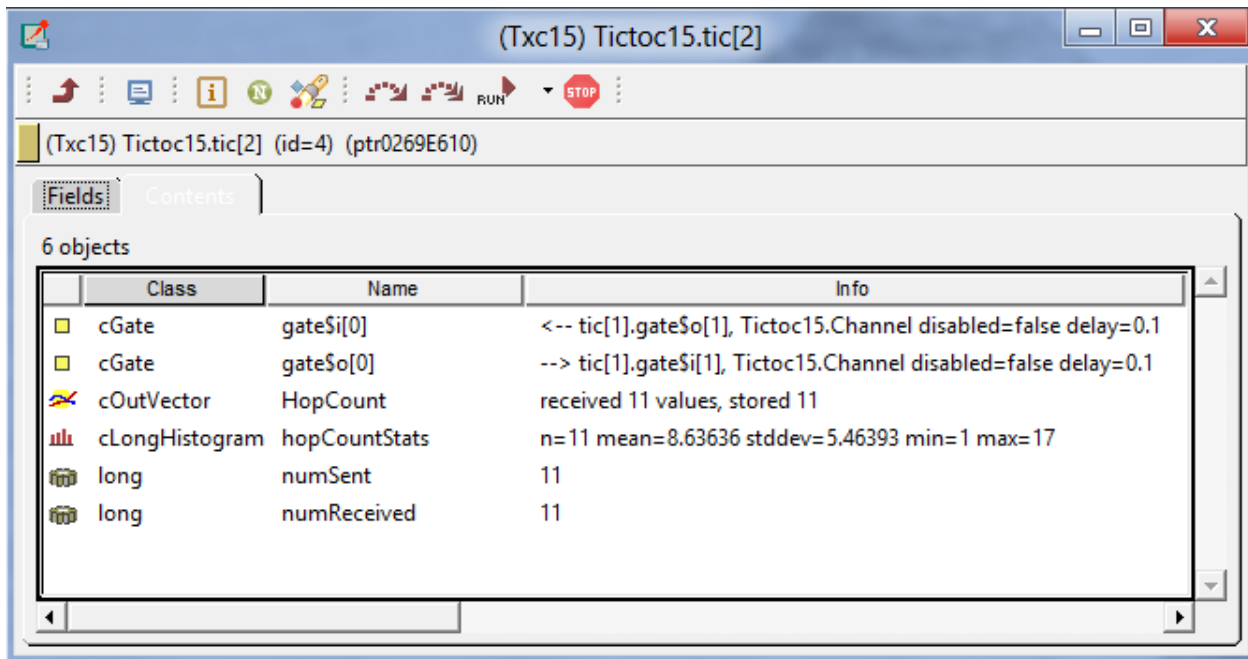 (Txc15) Tictoc15.tic[2]
X
i N RUN STOP
(Txc15) Tictoc15.tic[2] (id=4) (ptr0269E610)
Fields Contents
6 objects
Class Name Info
cGate gate$i[0] <-- tic[1].gate$o[1], Tictoc15.Channel disabled=false delay=0.1
cGate gate$o[0] --> tic[1].gate$i[1], Tictoc15.Channel disabled=false delay=0.1
cOutVector HopCount received 11 values, stored 11
cLongHistogram hopCountStats n=11 mean=8.63636 stddev=5.46393 min=1 max=17
long numSent 11
long numReceived 11